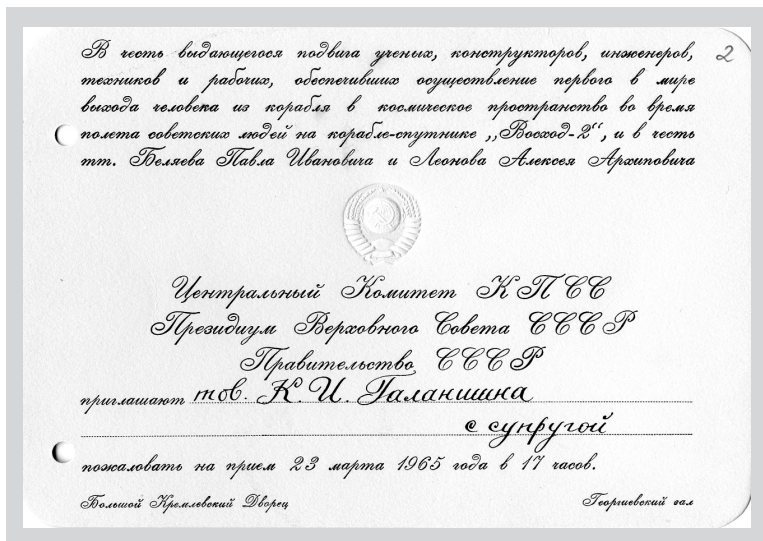 В честь выдающегося подвига ученых, конструкторов, инженеров, 2
техников и рабочих, обеспечивших осуществление первого в мире
выхода человека из корабля в космическое пространство во время
полета советских людей на корабле-спутнике „Восход-2“, и в честь
тт. Беляева Павла Ивановича и Леонова Алексея Архиповича
Центральный Комитет КПСС
Президиум Верховного Совета СССР
Правительство СССР
приглашают тов. К. И. Галаншина
с супругой
пожаловать на прием 23 марта 1965 года в 17 часов.
Большой Кремлевский Дворец Георгиевский зал